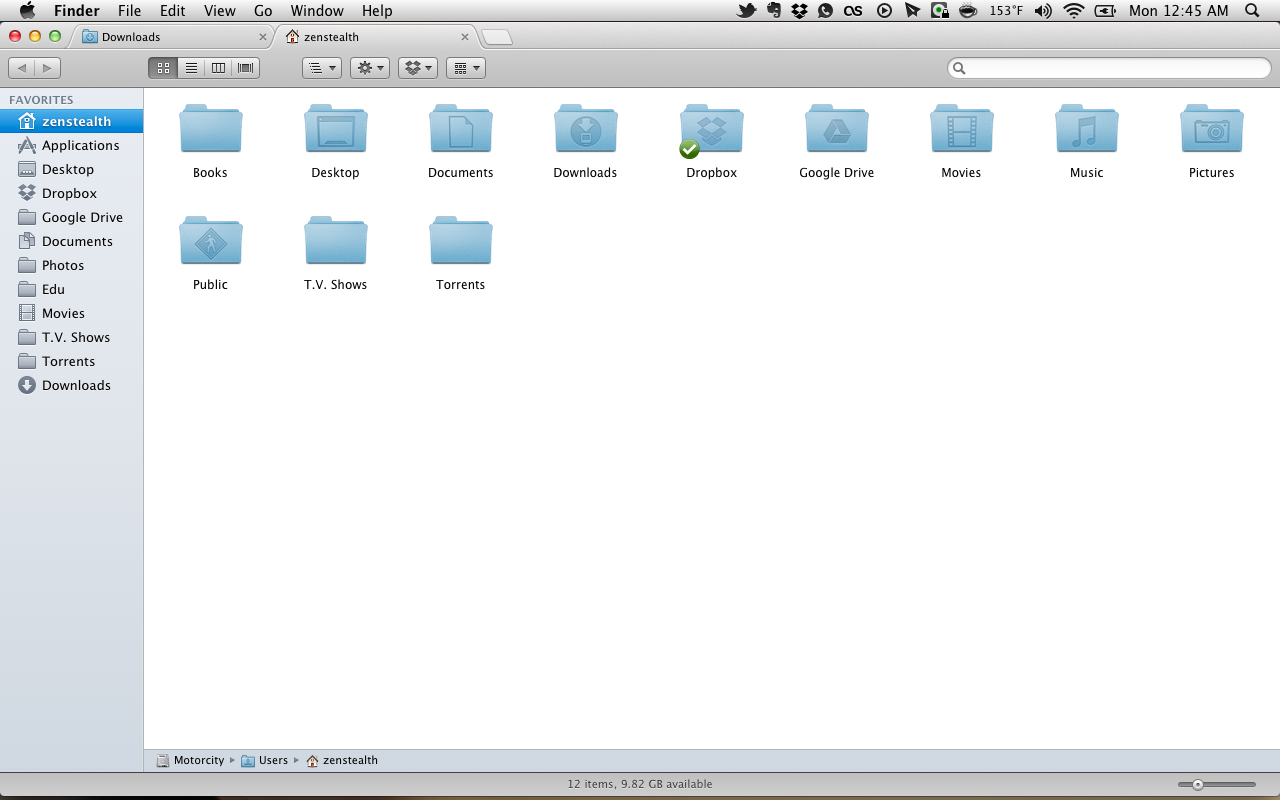 Finder File Edit View Go Window Help 153°F Mon 12:45 AM
Downloads zenstealth
FAVORITES
zenstealth
Applications
Desktop
Dropbox
Google Drive
Documents
Photos
Edu
Movies
T.V. Shows
Torrents
Downloads
Books Desktop Documents Downloads Dropbox Google Drive Movies Music Pictures
Public T.V. Shows Torrents
Motorcity Users zenstealth
12 items, 9.82 GB available